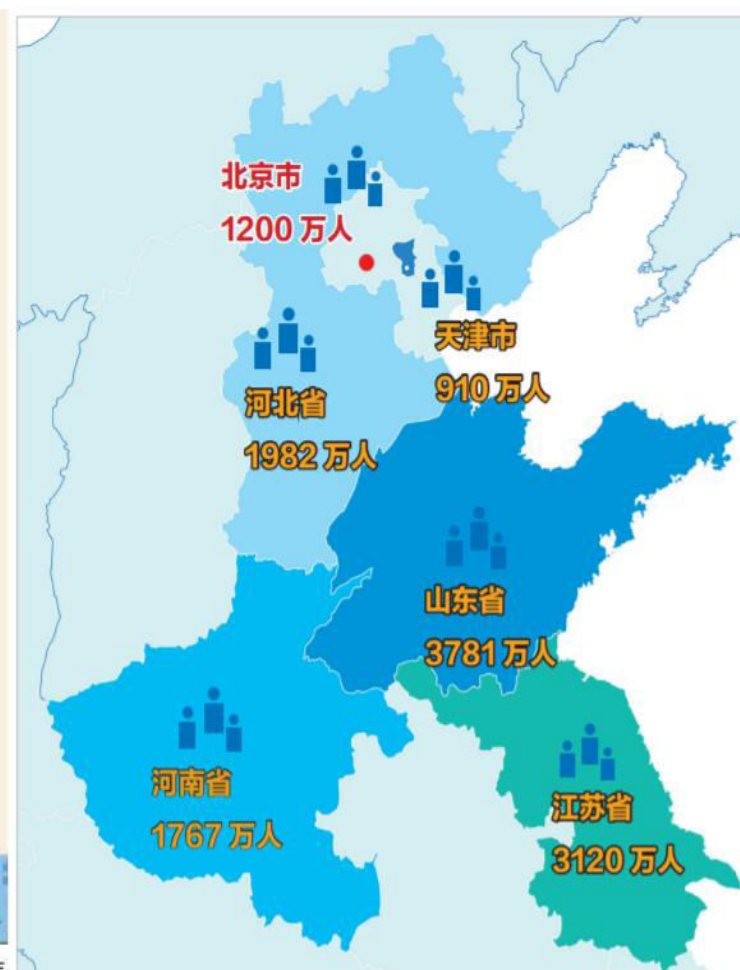 北京市
1200 万人
天津市
910 万人
河北省
1982 万人
山东省
3781 万人
河南省
1767 万人
江苏省
3120 万人